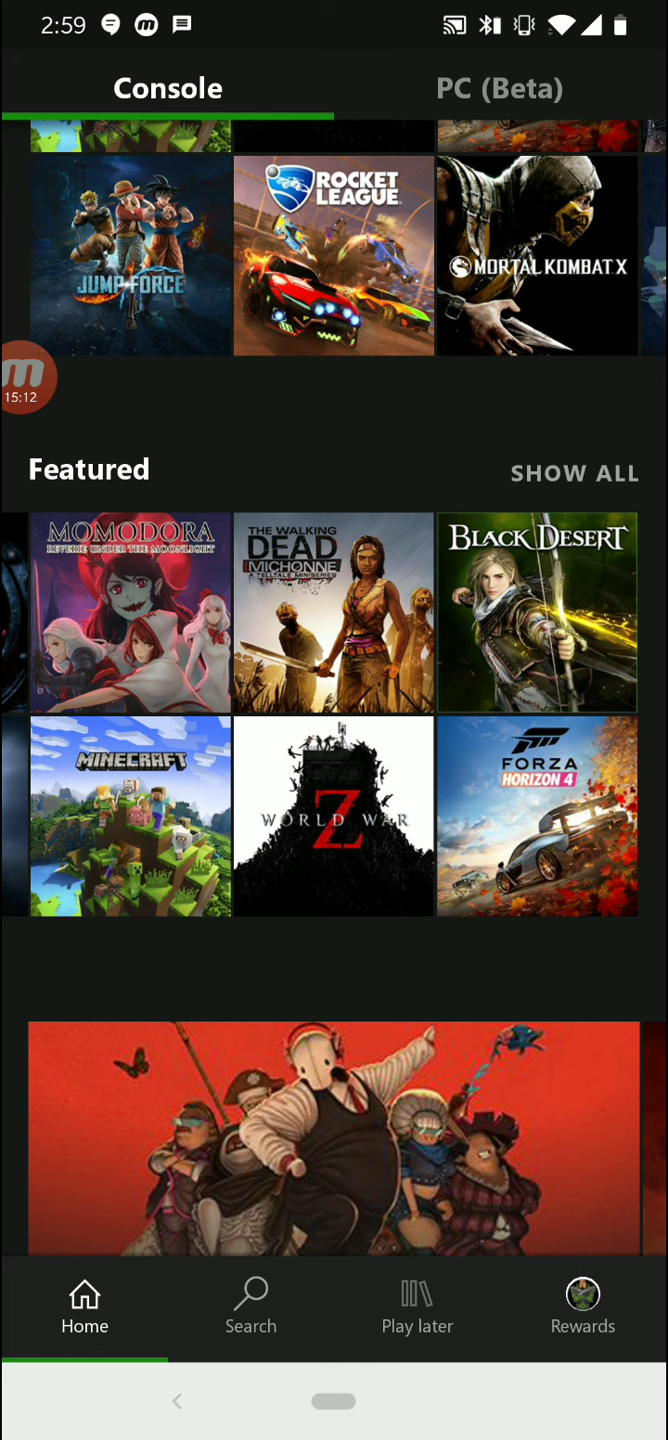 2:59
Console
PC (Beta)
JUMP FORCE
ROCKET
LEAGUE
MORTAL KOMBAT X
15:12
Featured
SHOW ALL
MOMODORA
REVERIE UNDER THE MOONLIGHT
THE WALKING
DEAD
MICHONNE
A TELLTALE MINISERIES
BLACK DESERT
MINECRAFT
WORLD WAR
Z
FORZA
HORIZON 4
Home
Search
Play later
Rewards